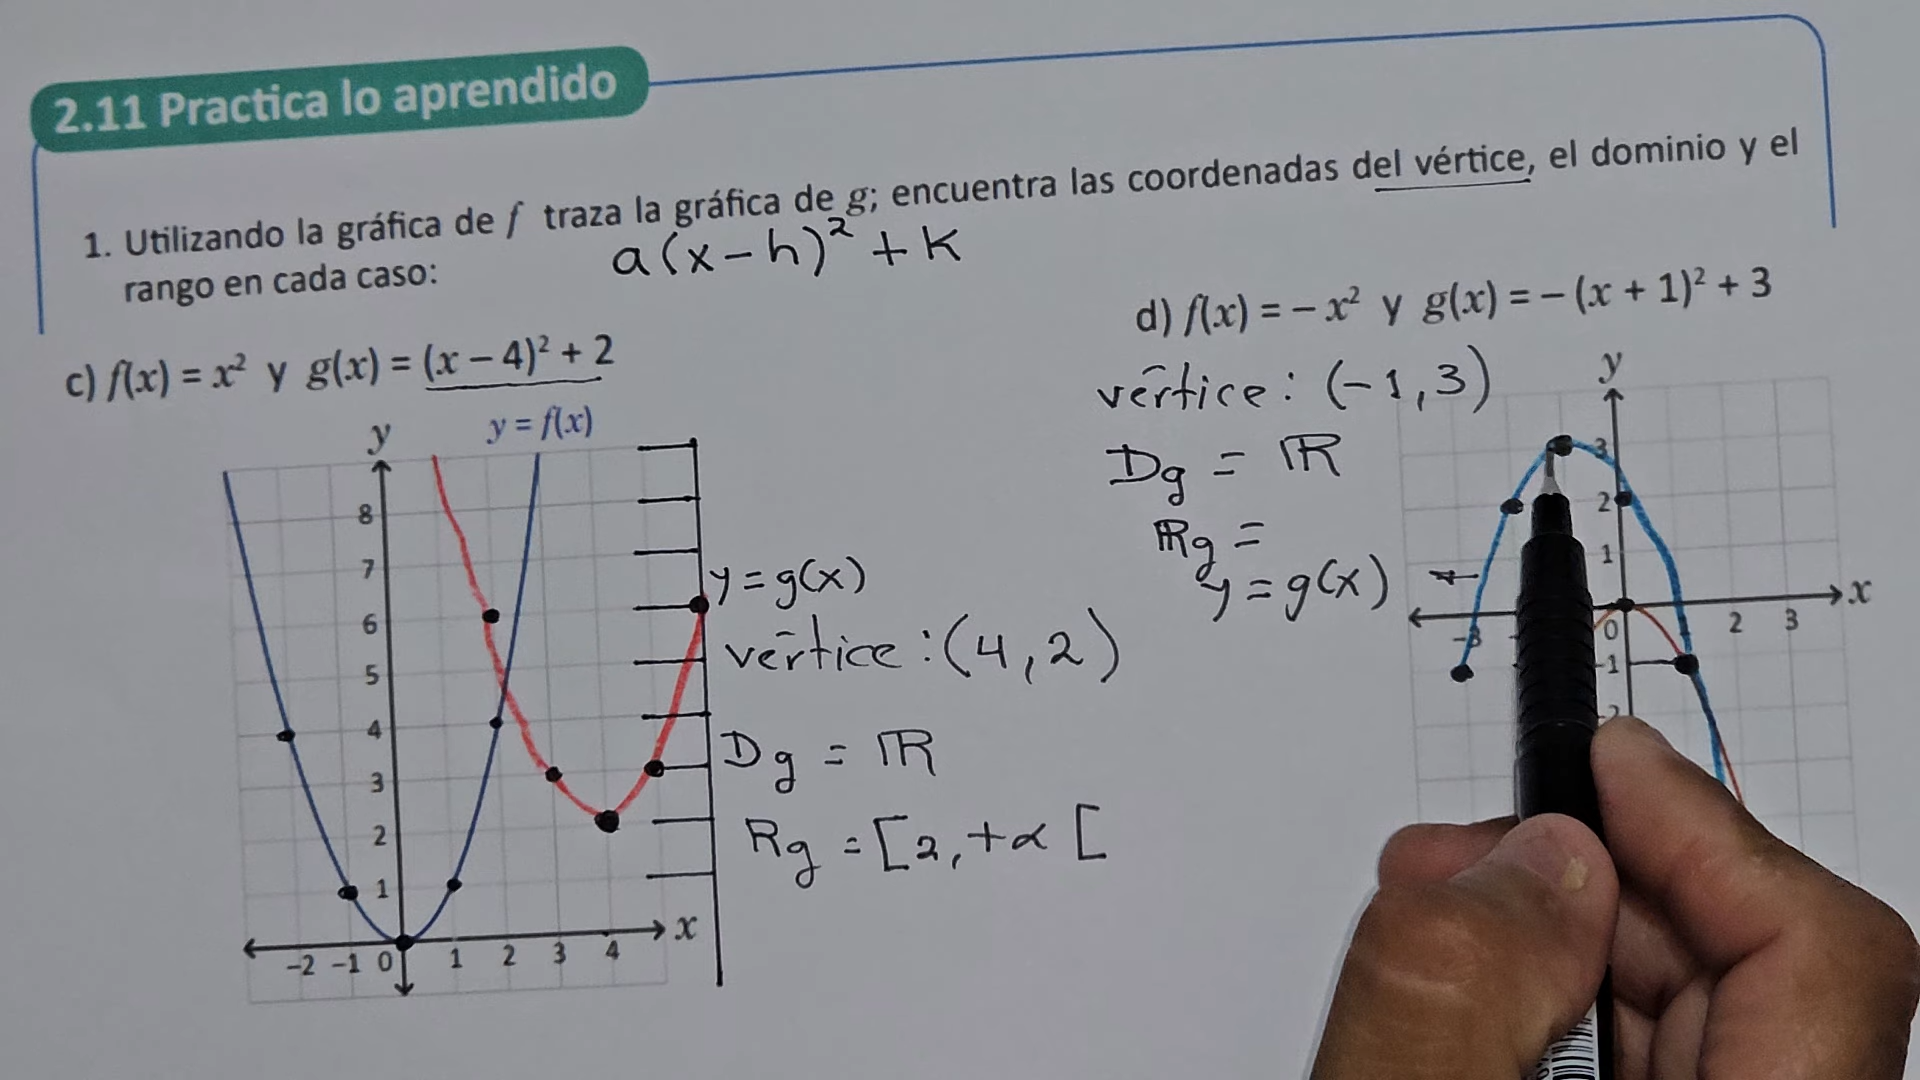 2.11 Practica lo aprendido
1. Utilizando la gráfica de f traza la gráfica de g; encuentra las coordenadas del vértice, el dominio y el
rango en cada caso:
a(x-h)² + K
c) f(x) = x² y g(x) = (x – 4)² + 2
y = f(x)
y
8
7
6
5
4
3
2
1
-2 -1 0 1 2 3 4 x
y = g(x)
vértice : (4,2)
Dg = ℝ
Rg = [2, +∝ [
d) f(x) = – x² y g(x) = – (x + 1)² + 3
vértice : (-1,3)
Dg = ℝ
Rg =
y = g(x)
y
3
2
1
-3 0 2 3 x
-1
-2